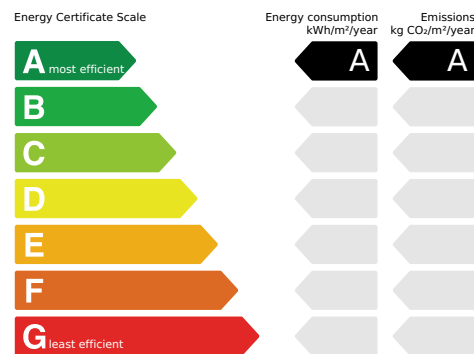 Energy Certificate Scale
Energy consumption
kWh/m²/year
Emissions
kg CO₂/m²/year
A most efficient
A
A
B
C
D
E
F
G least efficient